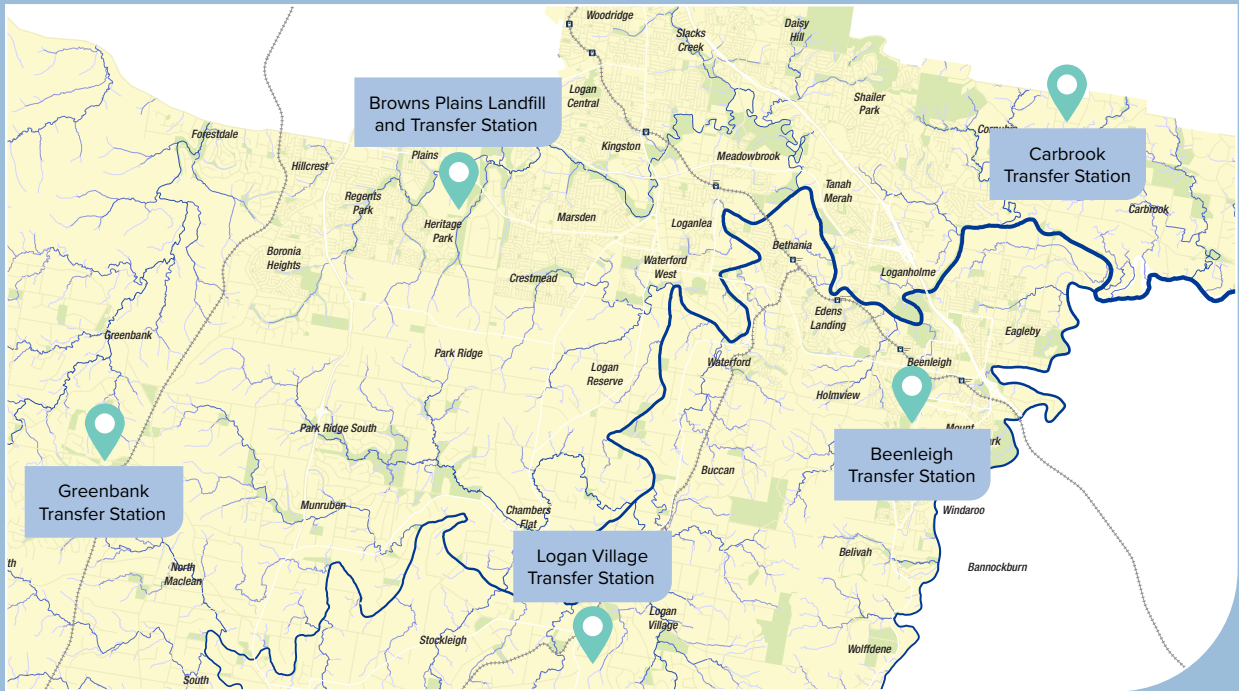 Woodridge
Daisy
Hill
Slacks
Creek
Logan
Central
Shailer
Park
Browns Plains Landfill
and Transfer Station
Forestdale
Kingston
Carbrook
Transfer Station
Hillcrest
Plains
Meadowbrook
Regents
Park
Tanah
Merah
Heritage
Park
Marsden
Loganlea
Carbrook
Boronia
Heights
Bethania
Crestmead
Waterford
West
Loganholme
Edens
Landing
Greenbank
Eagleby
Park Ridge
Logan
Reserve
Waterford
Beenleigh
Holmview
Park Ridge South
Mount
Beenleigh
Transfer Station
Greenbank
Transfer Station
Buccan
Munruben
Chambers
Flat
Windaroo
Logan Village
Transfer Station
Belivah
Bannockburn
North
Maclean
Logan
Village
Stockleigh
Wolffdene
South